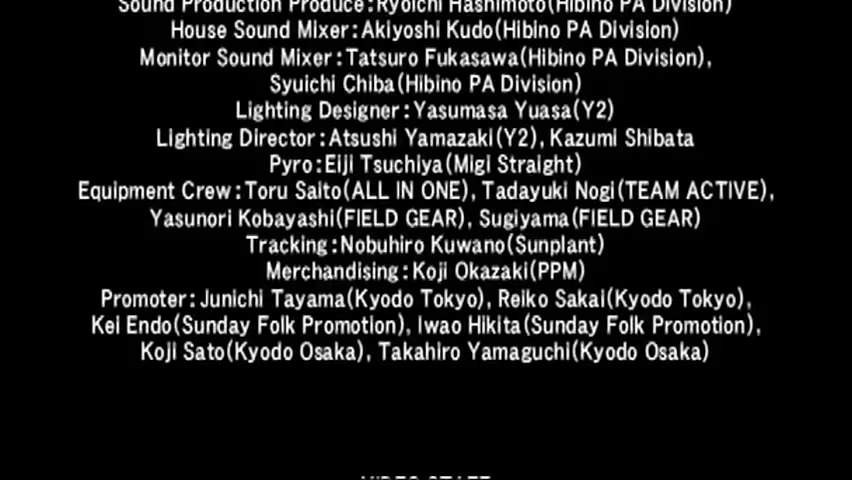 Sound Production Produce:Ryoichi Hashimoto(Hibino PA Division)
House Sound Mixer:Akiyoshi Kudo(Hibino PA Division)
Monitor Sound Mixer:Tatsuro Fukasawa(Hibino PA Division),
Syuichi Chiba(Hibino PA Division)
Lighting Designer:Yasumasa Yuasa(Y2)
Lighting Director:Atsushi Yamazaki(Y2), Kazumi Shibata
Pyro:Eiji Tsuchiya(Migi Straight)
Equipment Crew:Toru Saito(ALL IN ONE), Tadayuki Nogi(TEAM ACTIVE),
Yasunori Kobayashi(FIELD GEAR), Sugiyama(FIELD GEAR)
Tracking:Nobuhiro Kuwano(Sunplant)
Merchandising:Koji Okazaki(PPM)
Promoter:Junichi Tayama(Kyodo Tokyo), Reiko Sakai(Kyodo Tokyo),
Kei Endo(Sunday Folk Promotion), Iwao Hikita(Sunday Folk Promotion),
Koji Sato(Kyodo Osaka), Takahiro Yamaguchi(Kyodo Osaka)
VIDEO STAFF